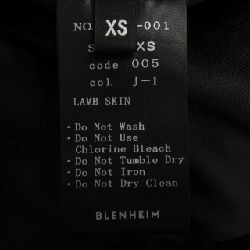 NO. XS -001
S XS
code 005
col. J-1
LAMB SKIN
· Do Not Wash
· Do Not Use
Chlorine Bleach
· Do Not Tumble Dry
· Do Not Iron
· Do Not Dry Clean
BLENHEIM